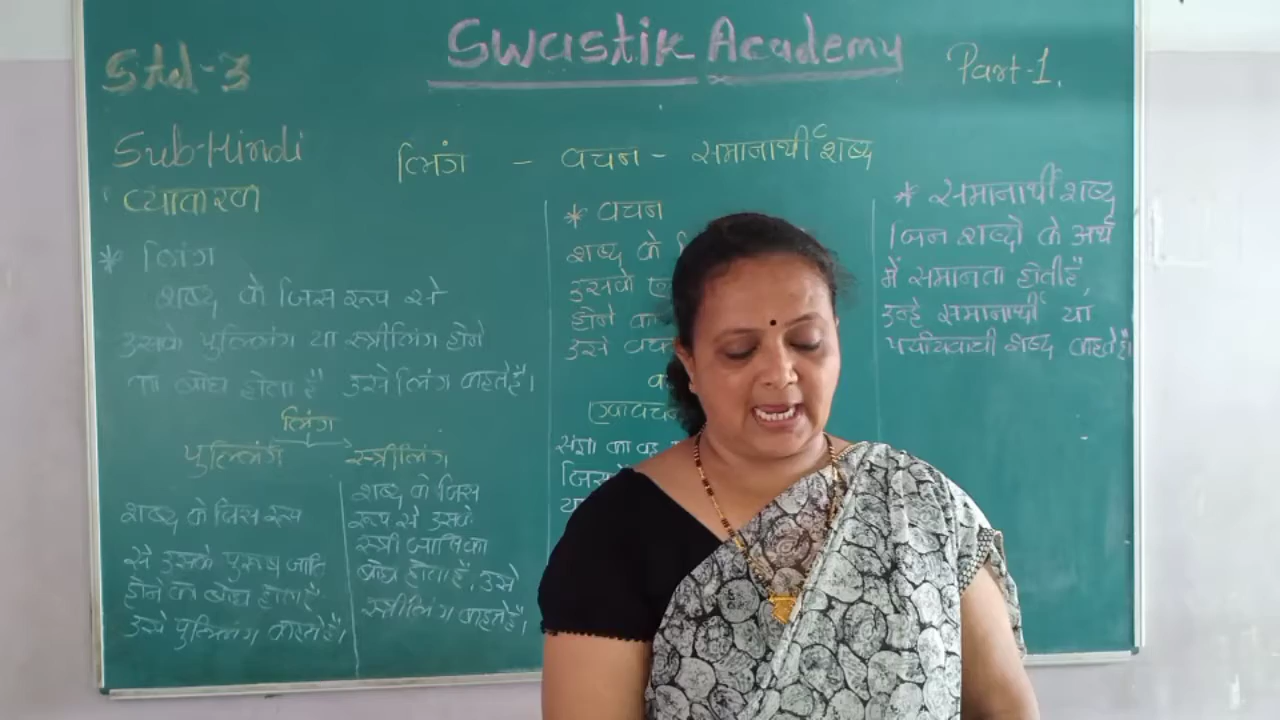 Swastik Academy
Std-3
Part-1.
Sub-Hindi
व्याकरण
लिंग - वचन - समानार्थी शब्द
* लिंग
शब्द के जिस रूप से
उसके पुल्लिंग या स्त्रीलिंग होने
का बोध होता है उसे लिंग कहते है।
लिंग
पुल्लिंग
शब्द के जिस रूप
से उसके पुरुष जाति
होने का बोध होता है
उसे पुल्लिंग कहते है।
स्त्रीलिंग
शब्द के जिस
रूप से उसके
स्त्री जाति का
बोध होता है, उसे
स्त्रीलिंग कहते है।
* वचन
शब्द के
उसके
होने का
उसे
संज्ञा का वह
* समानार्थी शब्द
जिन शब्दो के अर्थ
में समानता होती है,
उन्हे समानार्थी या
पर्यायवाची शब्द कहते है।